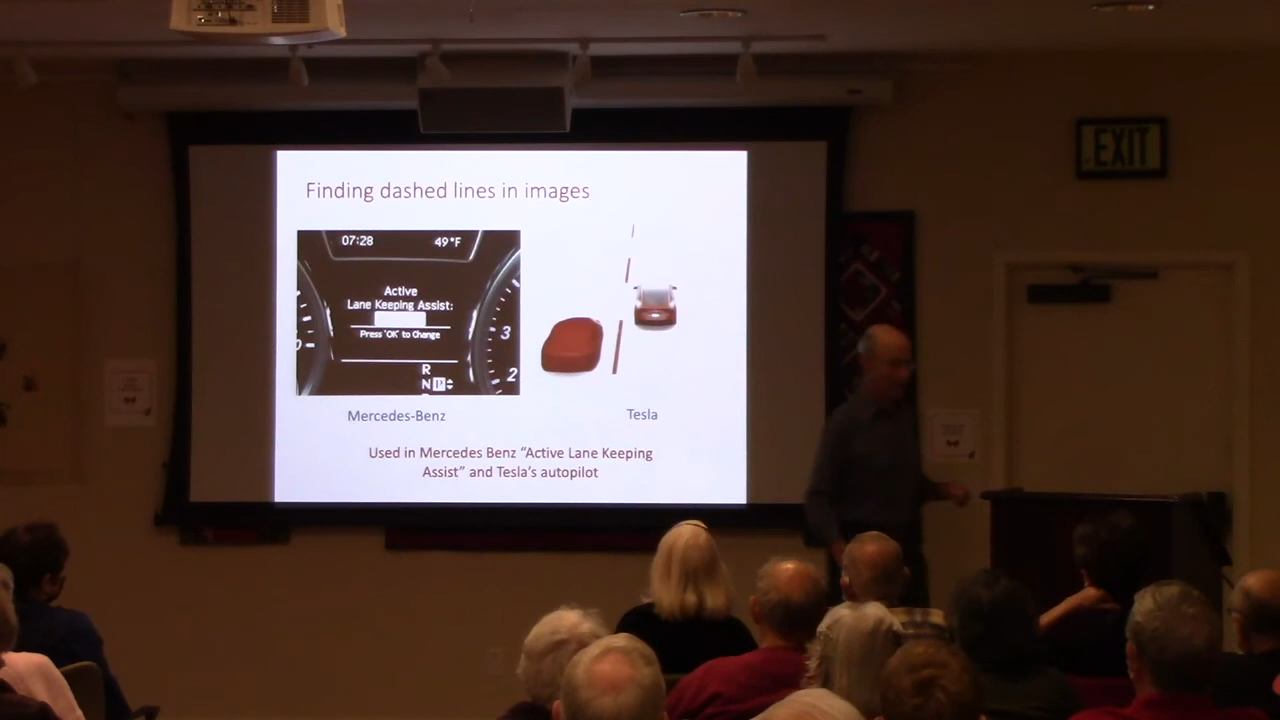 EXIT
Finding dashed lines in images
07:28 49°F
Active
Lane Keeping Assist:
Press 'OK' to Change
R
N P
0
3
2
Mercedes-Benz
Tesla
Used in Mercedes Benz “Active Lane Keeping
Assist” and Tesla’s autopilot